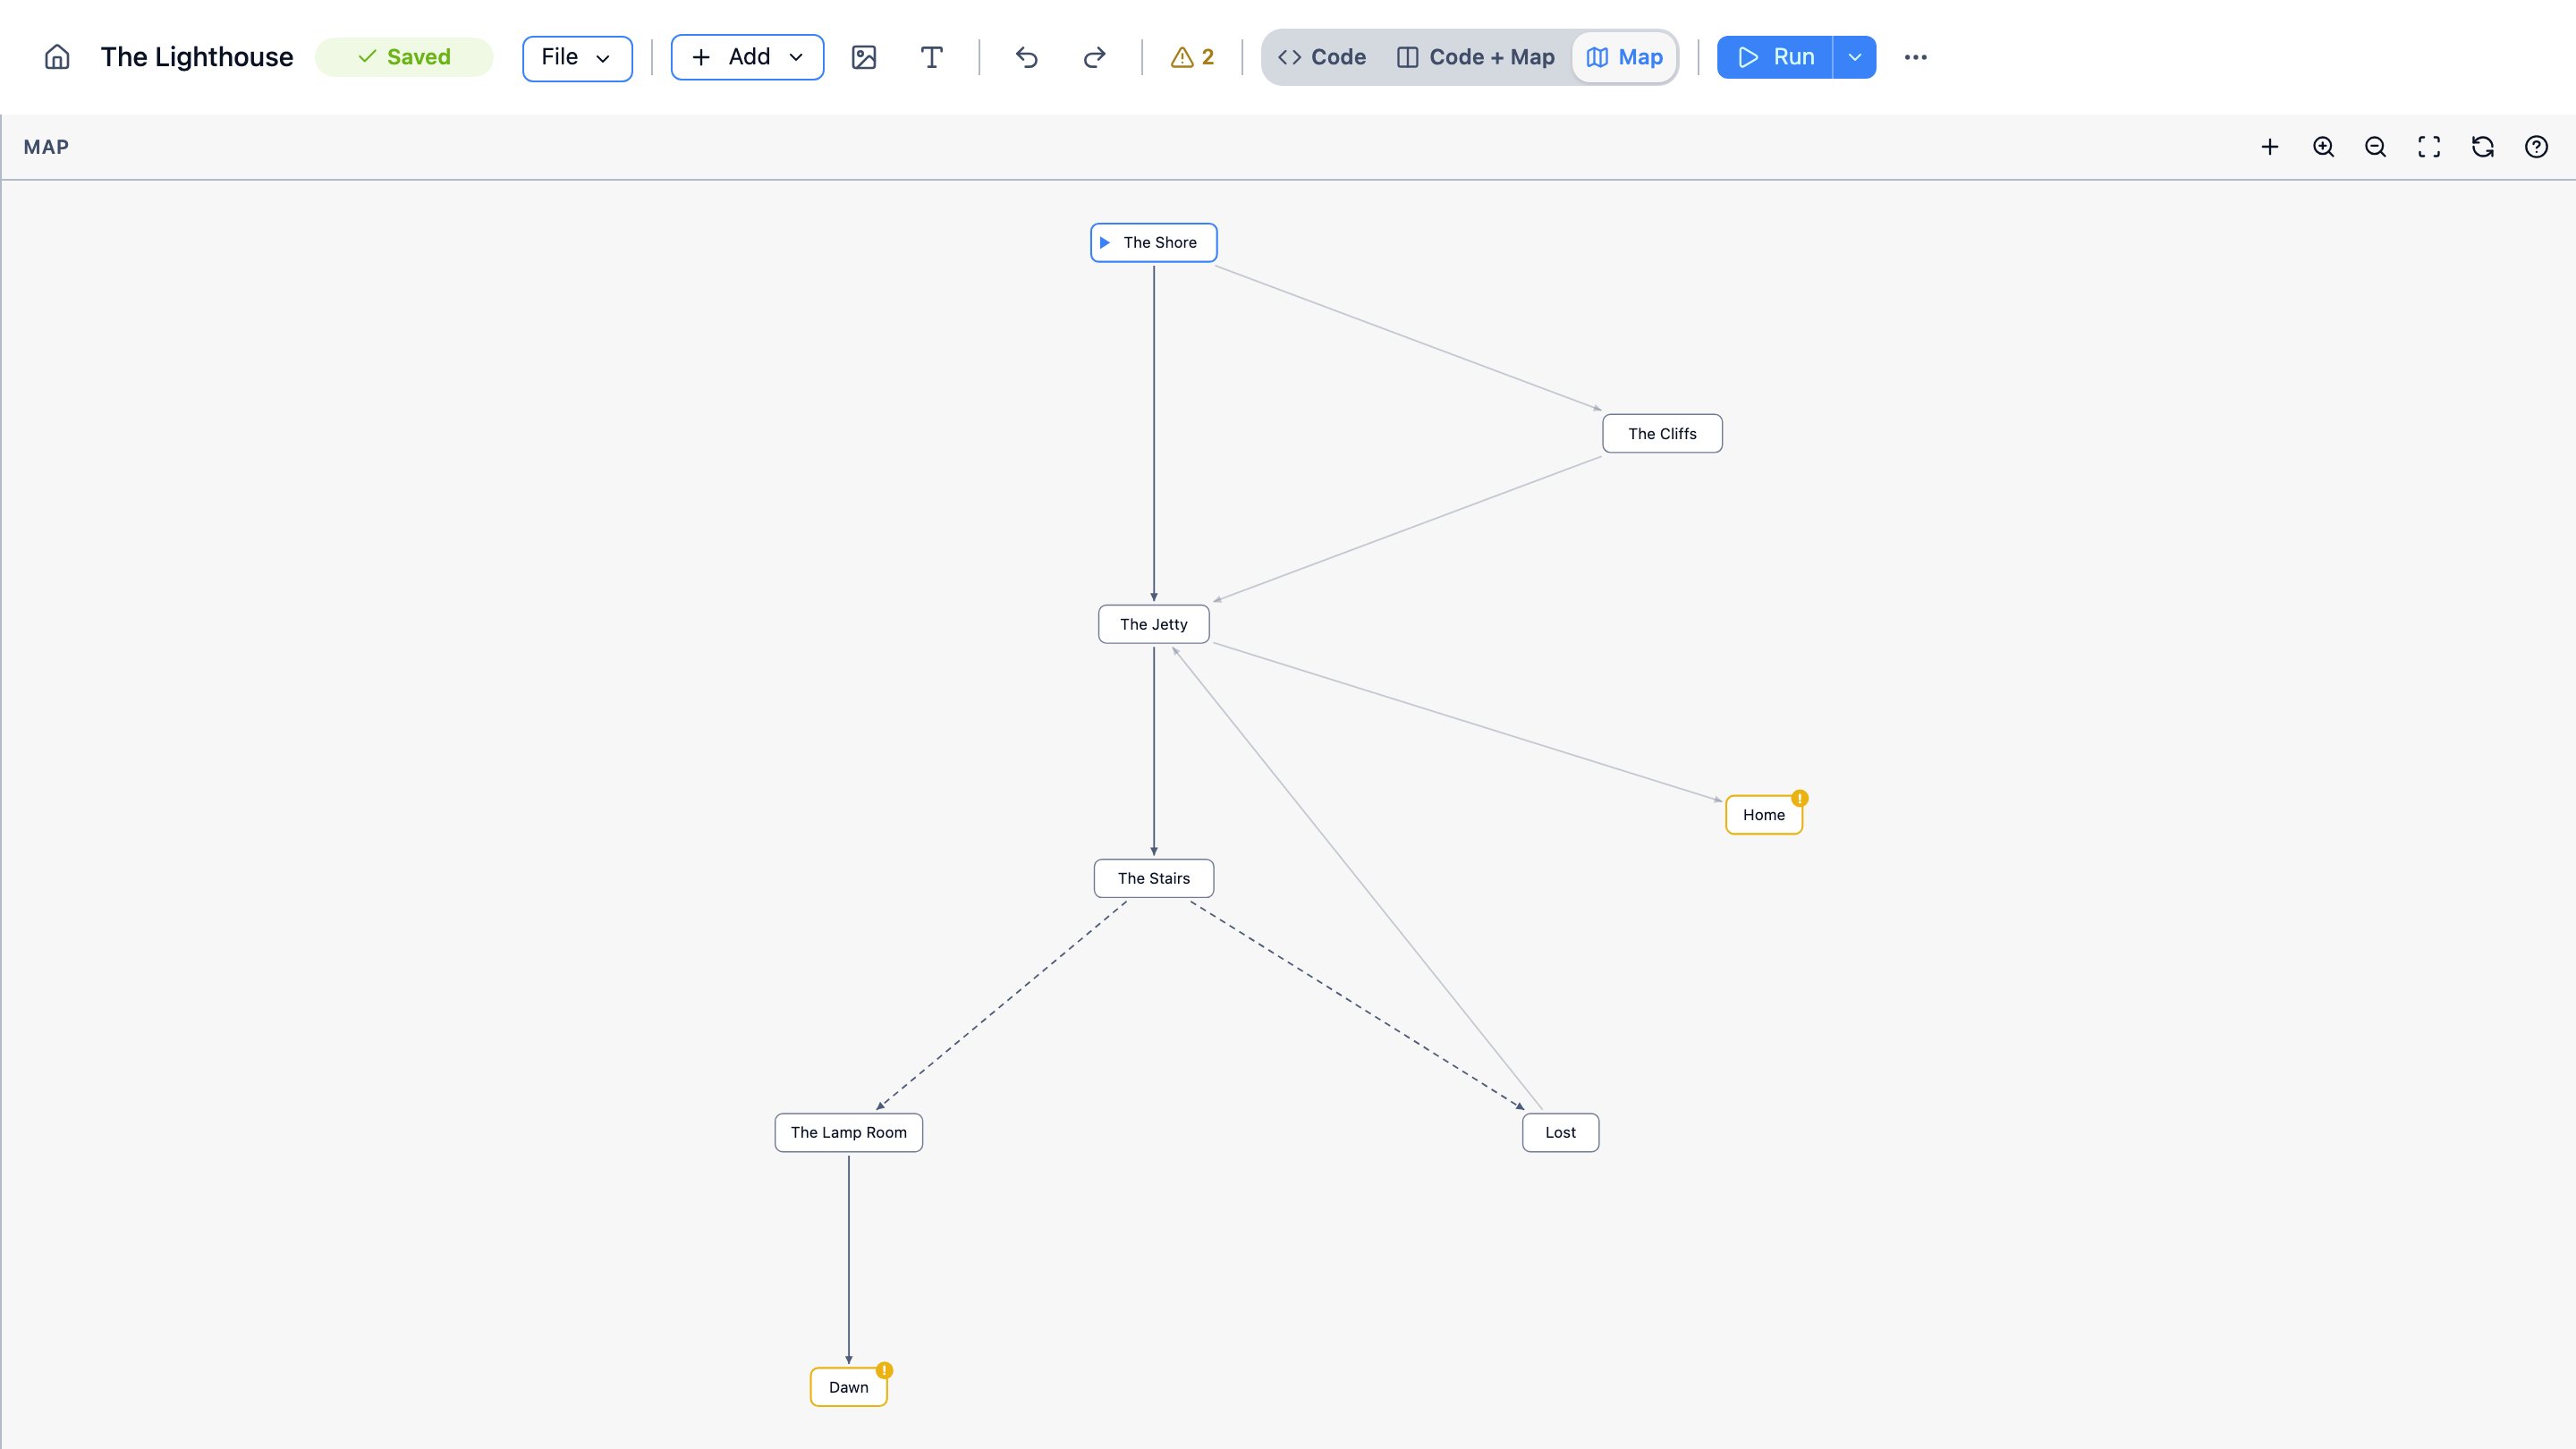 The Lighthouse
Saved
File
Add
2
Code
Code + Map
Map
Run
MAP
The Shore
The Cliffs
The Jetty
Home
!
The Stairs
The Lamp Room
Lost
Dawn
!